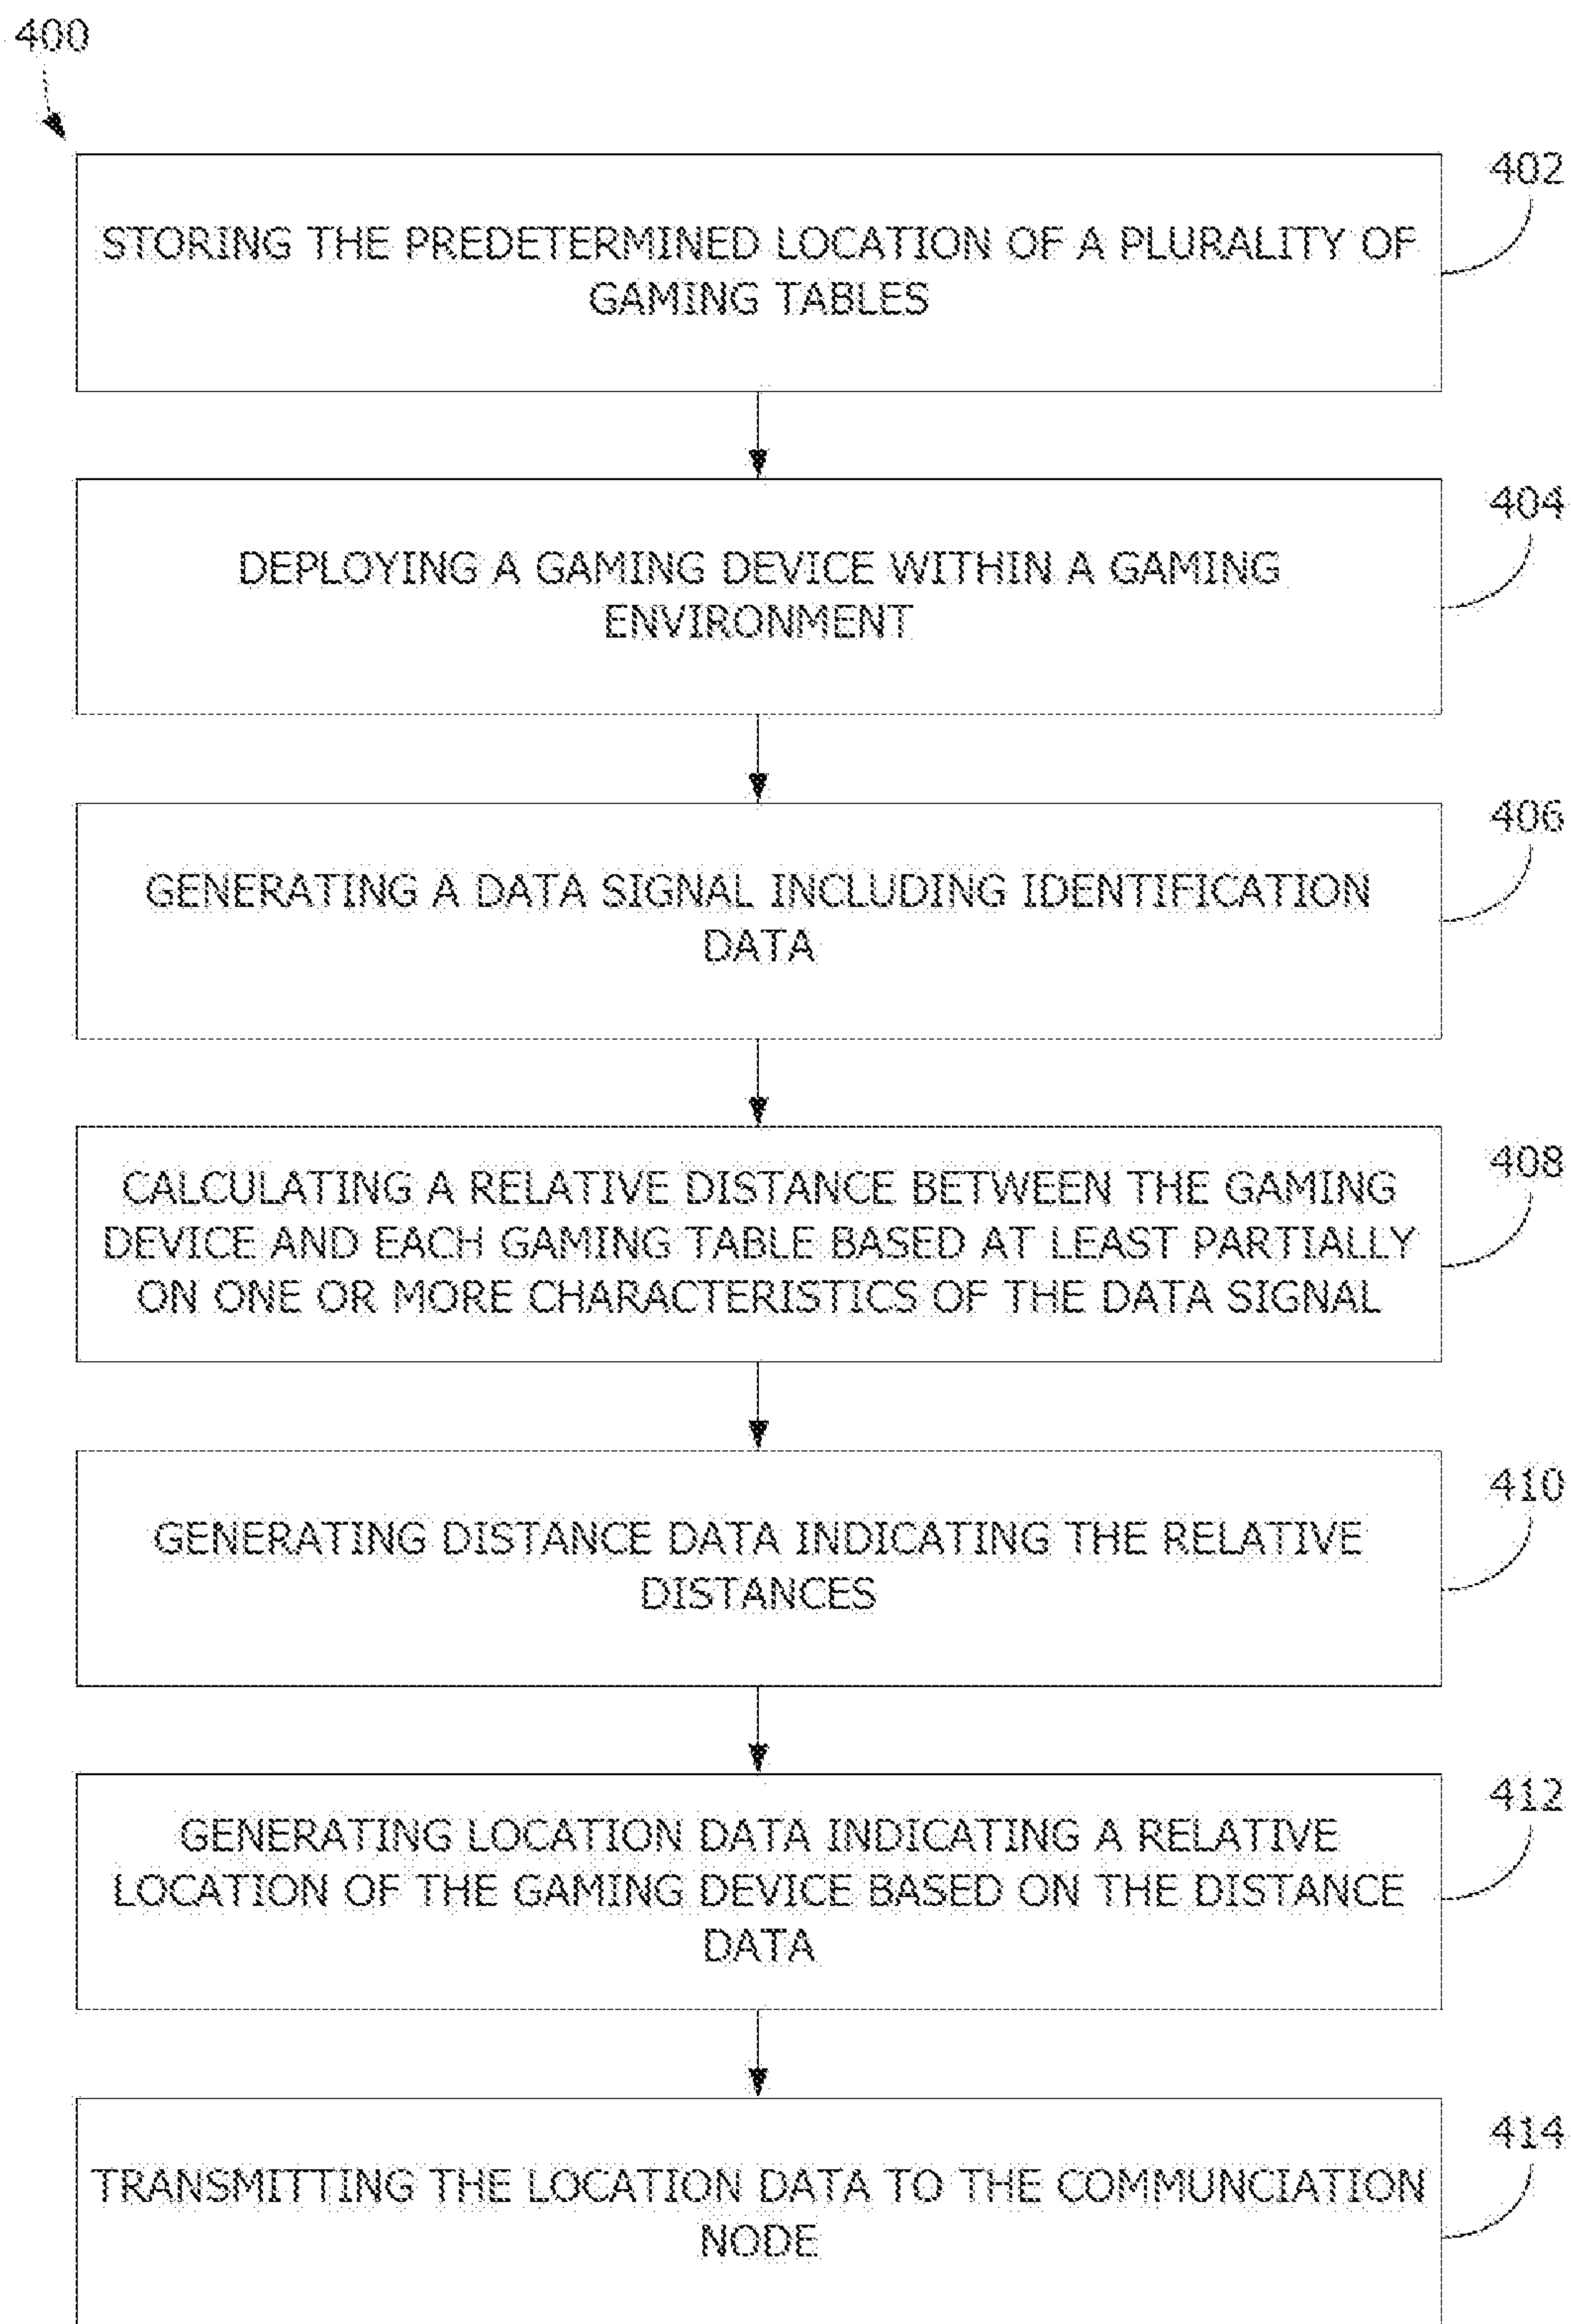 400
402
STORING THE PREDETERMINED LOCATION OF A PLURALITY OF
GAMING TABLES
404
DEPLOYING A GAMING DEVICE WITHIN A GAMING
ENVIRONMENT
406
GENERATING A DATA SIGNAL INCLUDING IDENTIFICATION
DATA
408
CALCULATING A RELATIVE DISTANCE BETWEEN THE GAMING
DEVICE AND EACH GAMING TABLE BASED AT LEAST PARTIALLY
ON ONE OR MORE CHARACTERISTICS OF THE DATA SIGNAL
410
GENERATING DISTANCE DATA INDICATING THE RELATIVE
DISTANCES
412
GENERATING LOCATION DATA INDICATING A RELATIVE
LOCATION OF THE GAMING DEVICE BASED ON THE DISTANCE
DATA
414
TRANSMITTING THE LOCATION DATA TO THE COMMUNCIATION
NODE